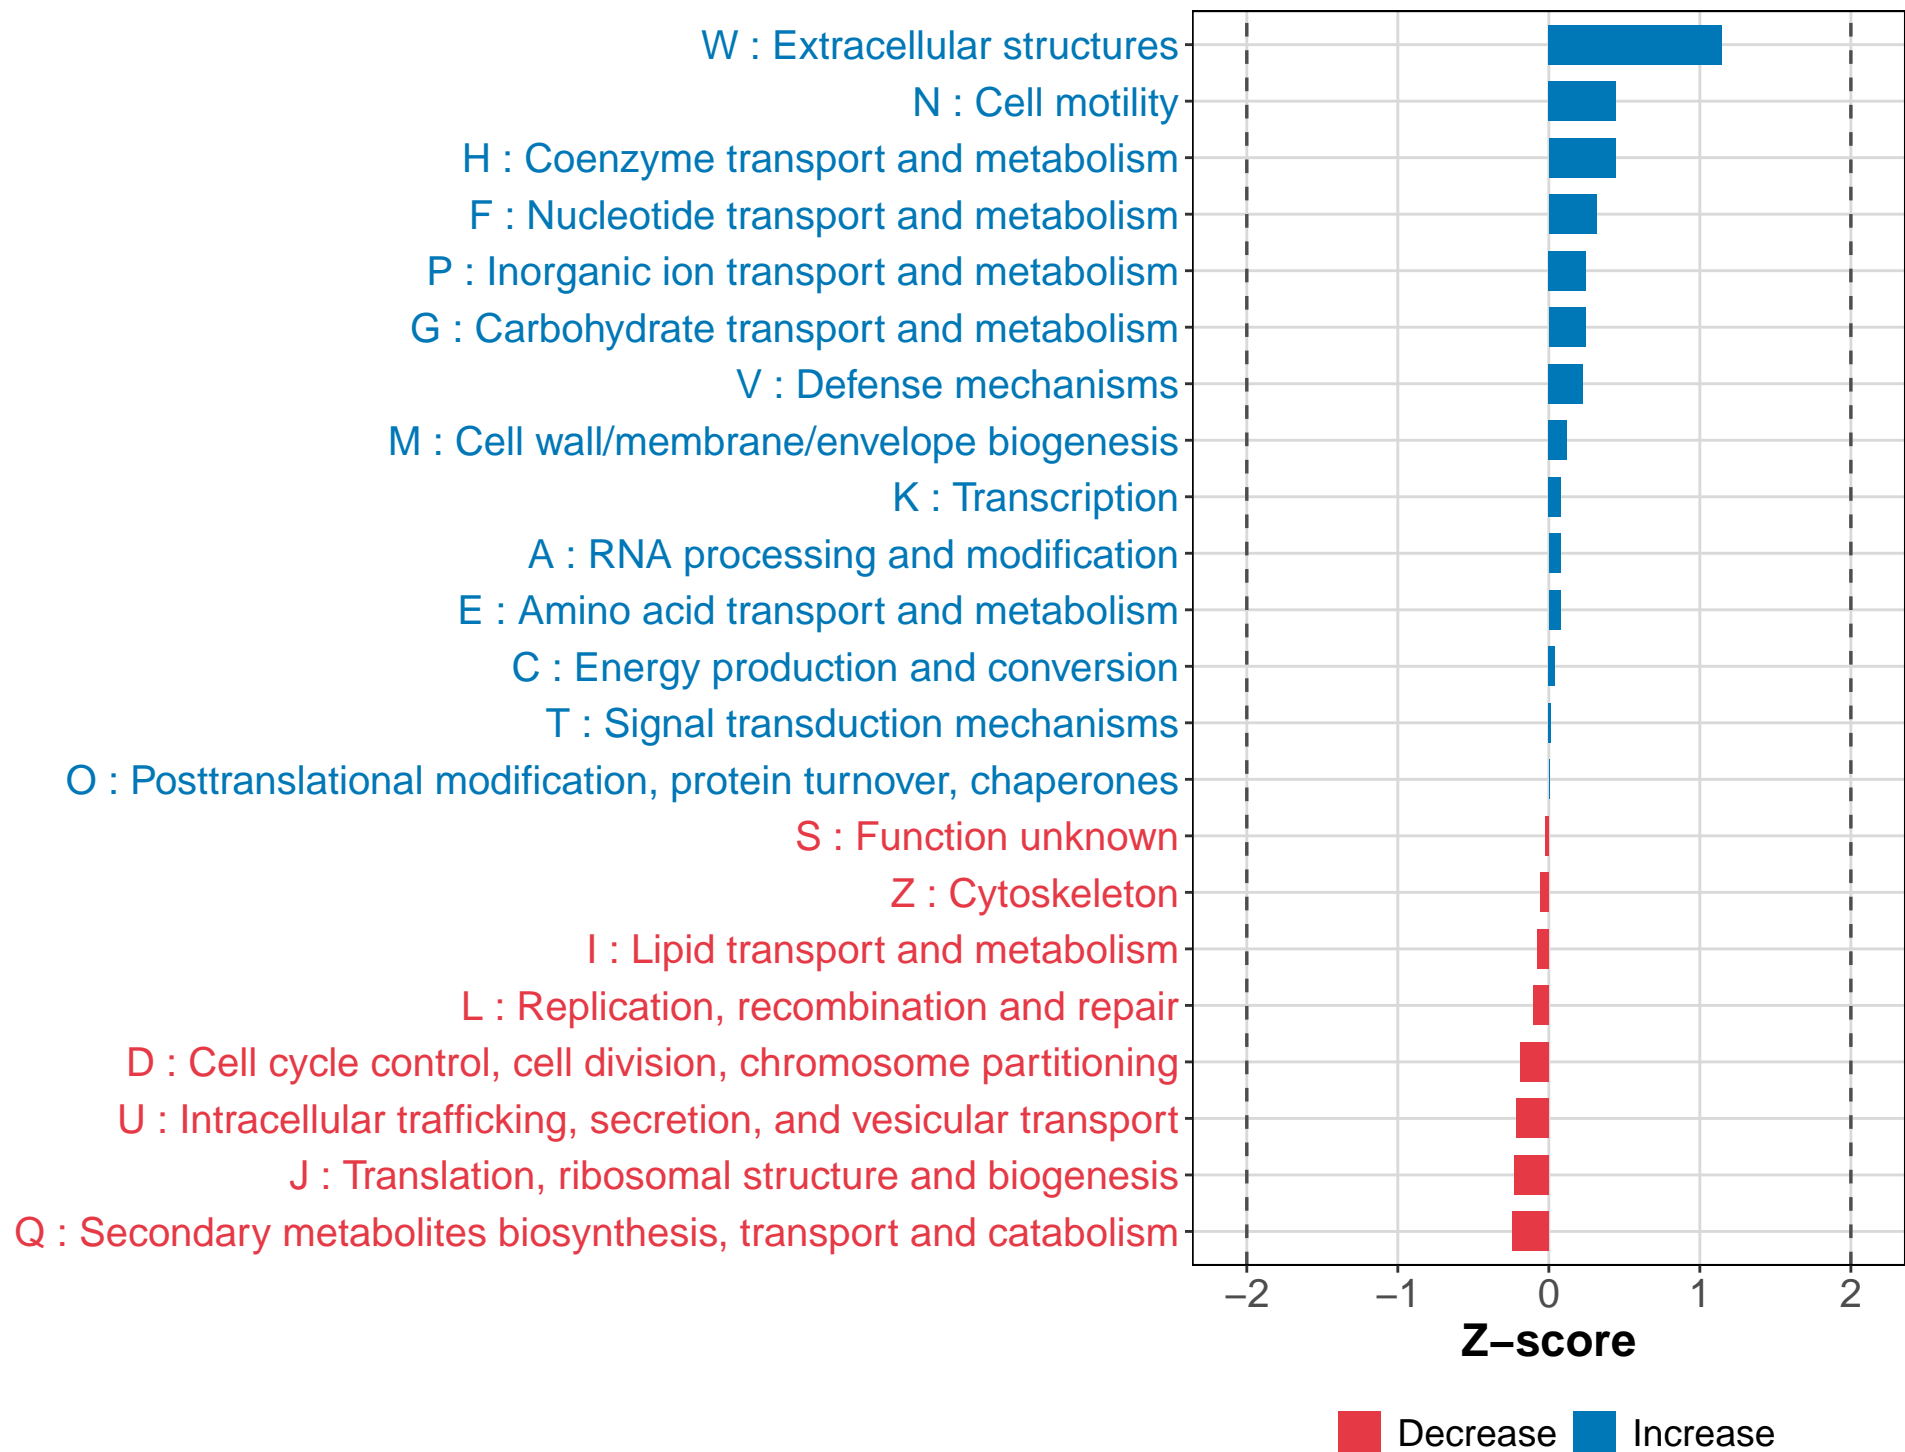 W : Extracellular structures
N : Cell motility
H : Coenzyme transport and metabolism
F : Nucleotide transport and metabolism
P : Inorganic ion transport and metabolism
G : Carbohydrate transport and metabolism
V : Defense mechanisms
M : Cell wall/membrane/envelope biogenesis
K : Transcription
A : RNA processing and modification
E : Amino acid transport and metabolism
C : Energy production and conversion
T : Signal transduction mechanisms
O : Posttranslational modification, protein turnover, chaperones
S : Function unknown
Z : Cytoskeleton
I : Lipid transport and metabolism
L : Replication, recombination and repair
D : Cell cycle control, cell division, chromosome partitioning
U : Intracellular trafficking, secretion, and vesicular transport
J : Translation, ribosomal structure and biogenesis
Q : Secondary metabolites biosynthesis, transport and catabolism
−2 −1 0 1 2
Z−score
Decrease Increase